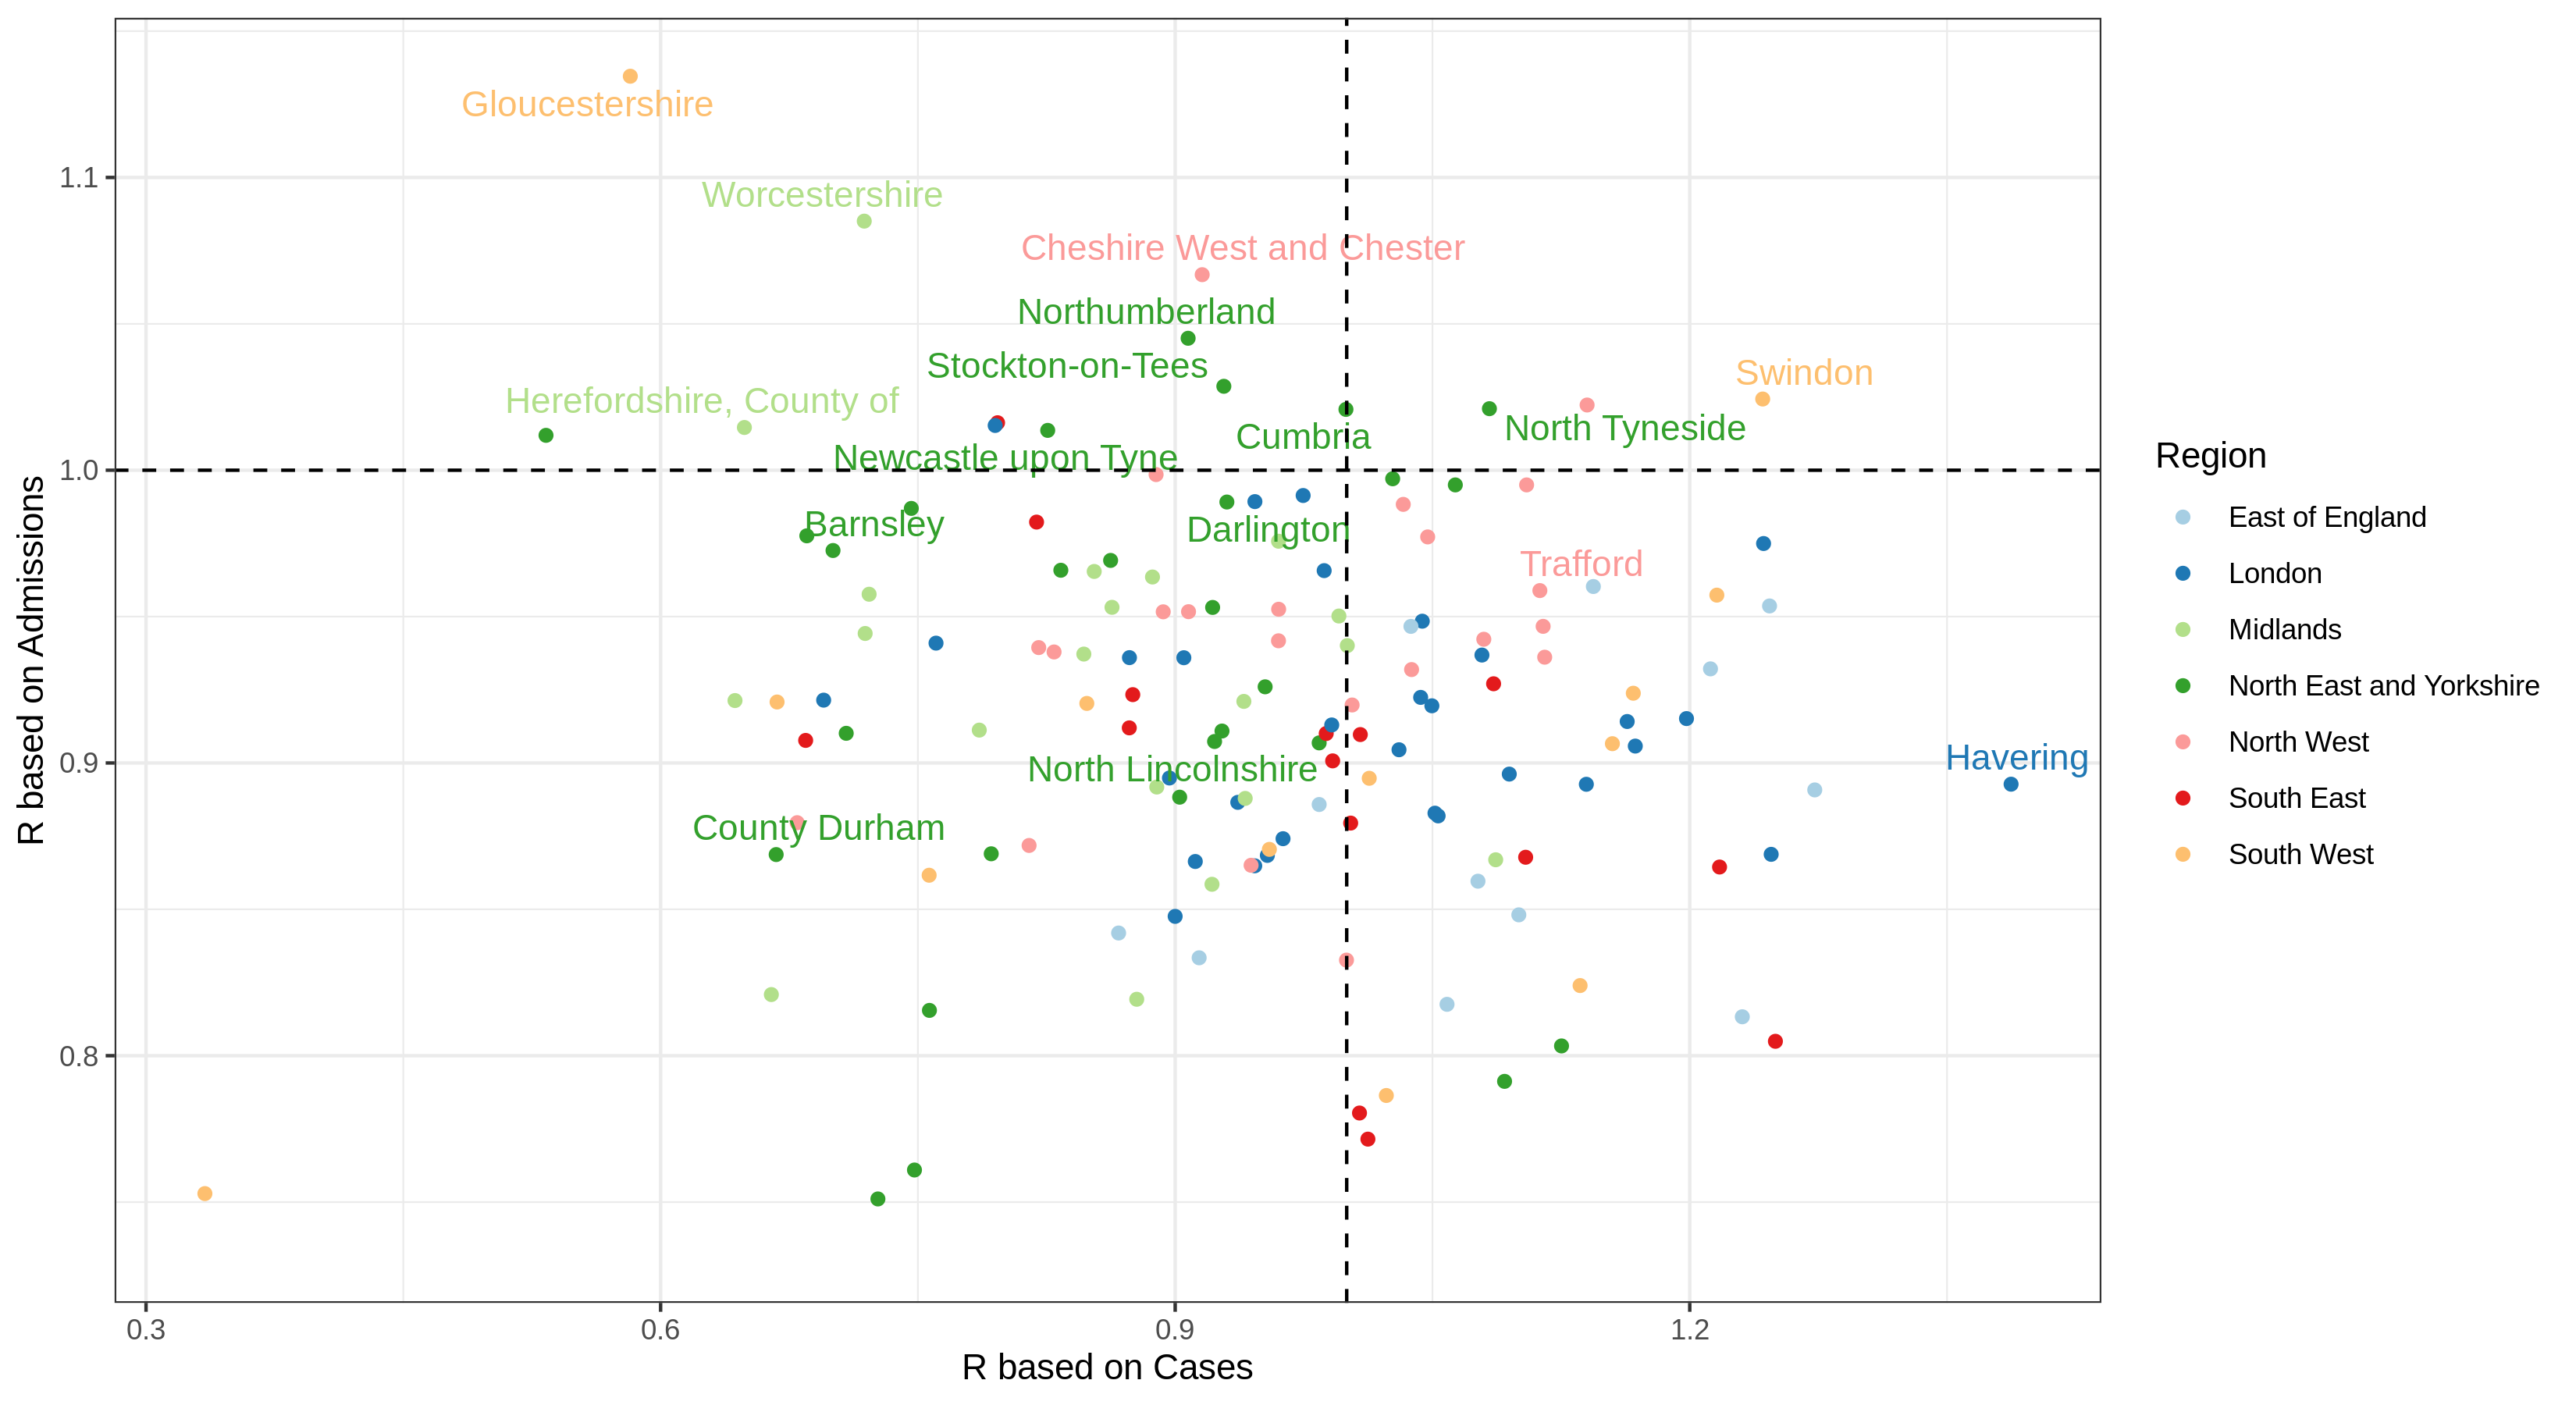 Gloucestershire
1.1
Worcestershire
Cheshire West and Chester
Northumberland
Stockton-on-Tees
Swindon
Herefordshire, County of
North Tyneside
Cumbria
Newcastle upon Tyne
1.0
Barnsley
Darlington
Trafford
R based on Admissions
0.9
North Lincolnshire
Havering
County Durham
0.8
0.3
0.6
0.9
1.2
R based on Cases
Region
East of England
London
Midlands
North East and Yorkshire
North West
South East
South West